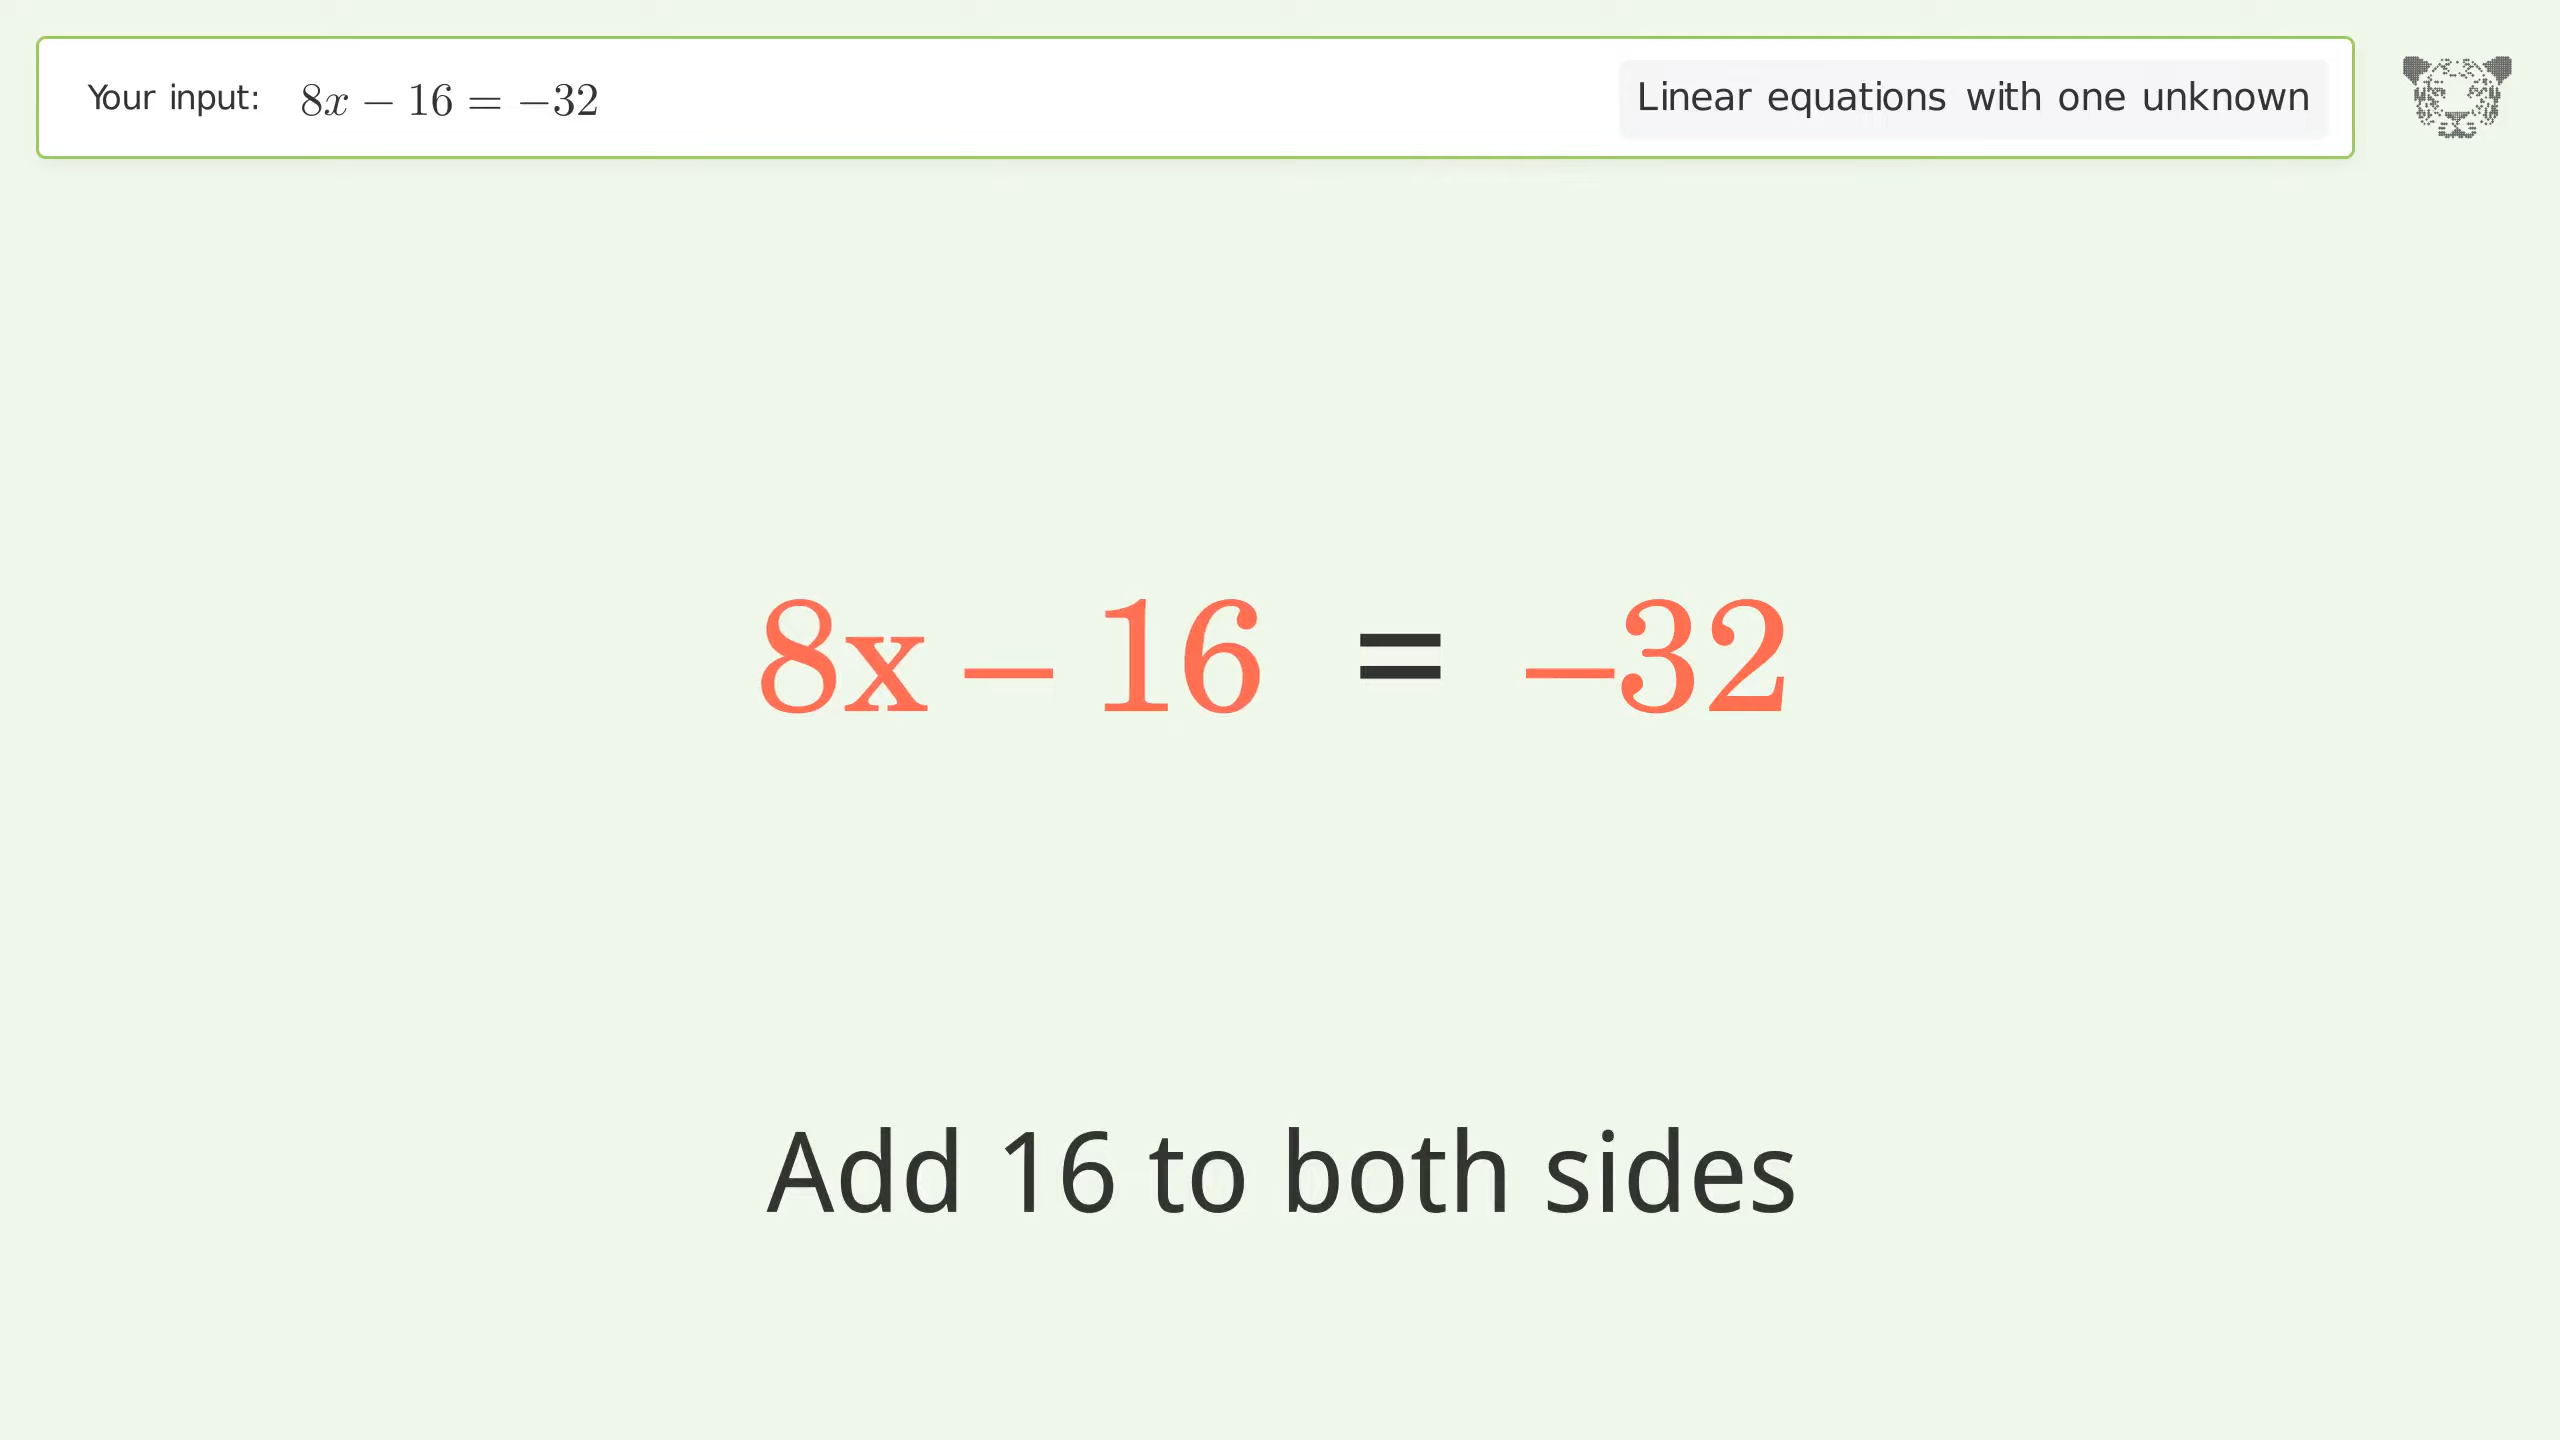 Your input: 8x − 16 = −32 Linear equations with one unknown
8x − 16 = −32
Add 16 to both sides